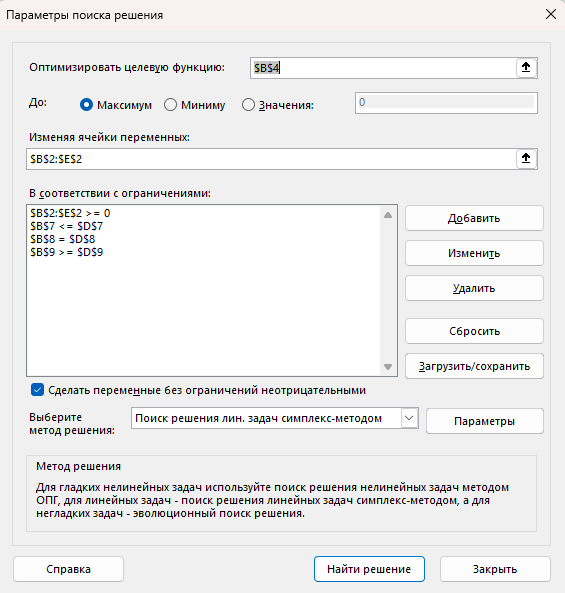 Параметры поиска решения
Оптимизировать целевую функцию:
$B$4
До:
Максимум
Миниму
Значения:
0
Изменяя ячейки переменных:
$B$2:$E$2
В соответствии с ограничениями:
$B$2:$E$2 >= 0
$B$7 <= $D$7
$B$8 = $D$8
$B$9 >= $D$9
Добавить
Изменить
Удалить
Сбросить
Загрузить/сохранить
Сделать переменные без ограничений неотрицательными
Выберите
метод решения:
Поиск решения лин. задач симплекс-методом
Параметры
Метод решения
Для гладких нелинейных задач используйте поиск решения нелинейных задач методом
ОПГ, для линейных задач - поиск решения линейных задач симплекс-методом, а для
негладких задач - эволюционный поиск решения.
Справка
Найти решение
Закрыть